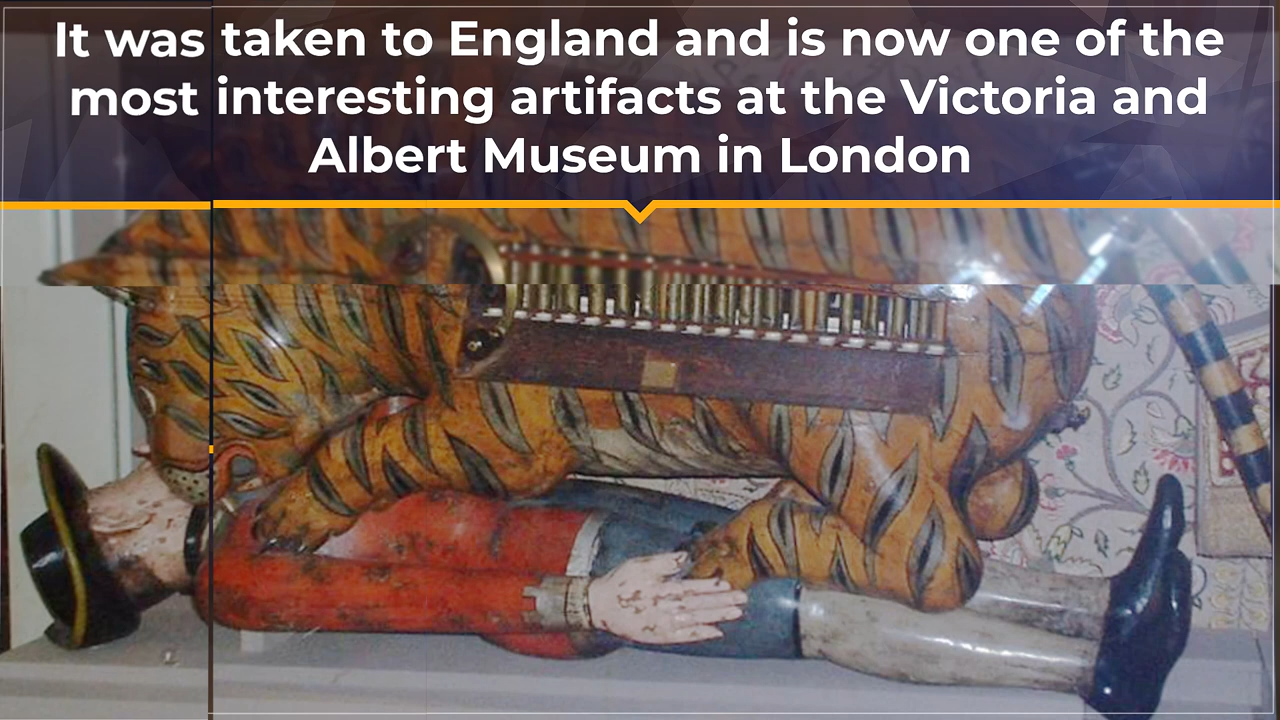 It was taken to England and is now one of the
most interesting artifacts at the Victoria and
Albert Museum in London